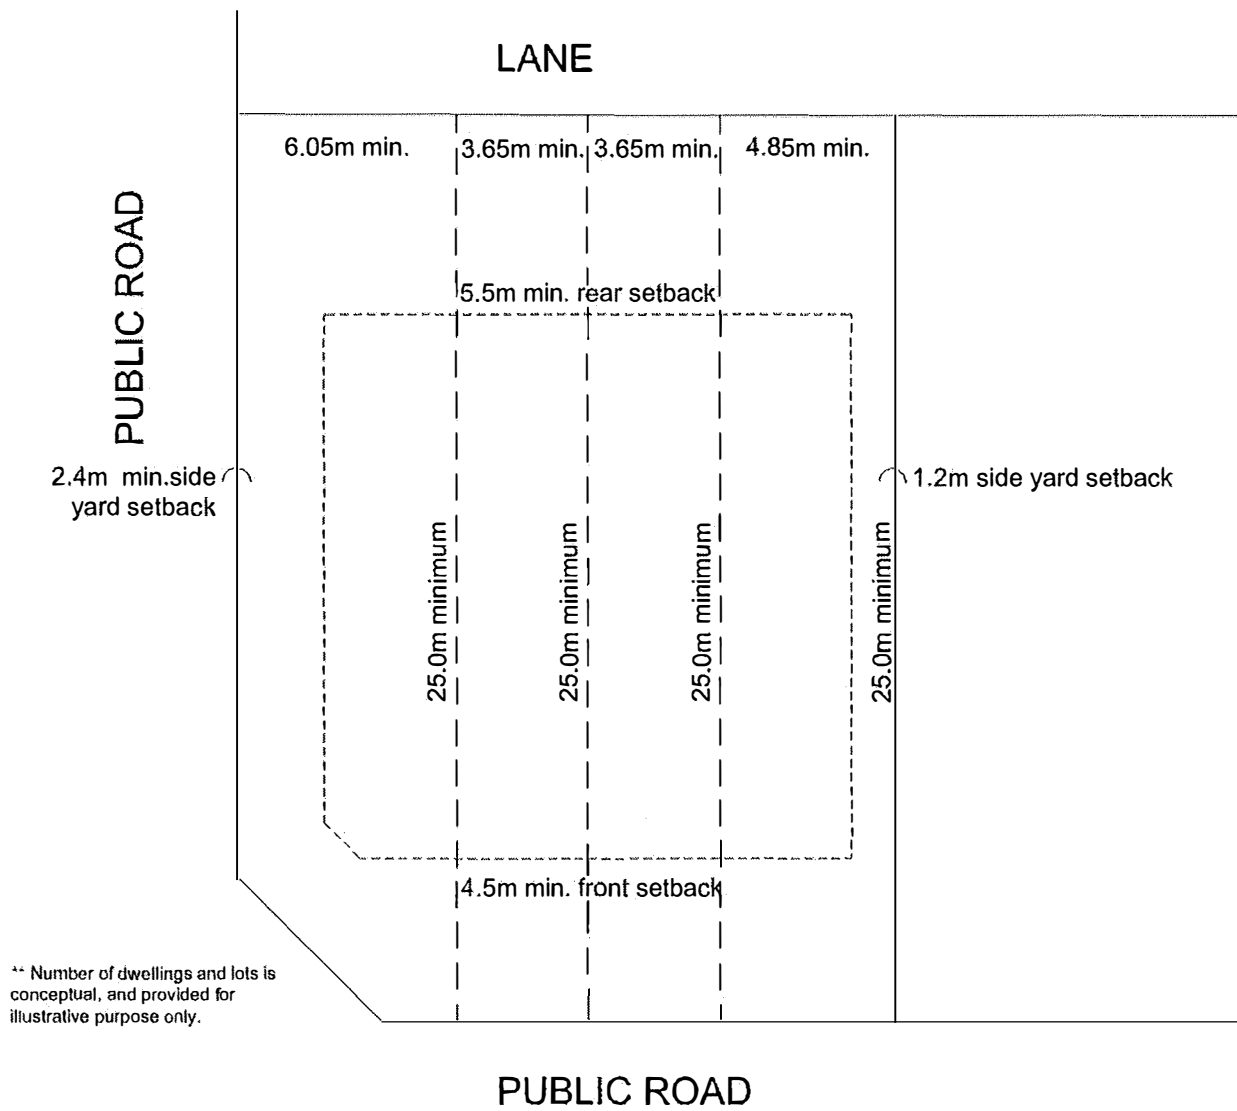 LANE
6.05m min.
3.65m min.
3.65m min.
4.85m min.
PUBLIC ROAD
5.5m min. rear setback
2.4m min.side
yard setback
1.2m side yard setback
25.0m minimum
25.0m minimum
25.0m minimum
25.0m minimum
4.5m min. front setback
** Number of dwellings and lots is
conceptual, and provided for
illustrative purpose only.
PUBLIC ROAD